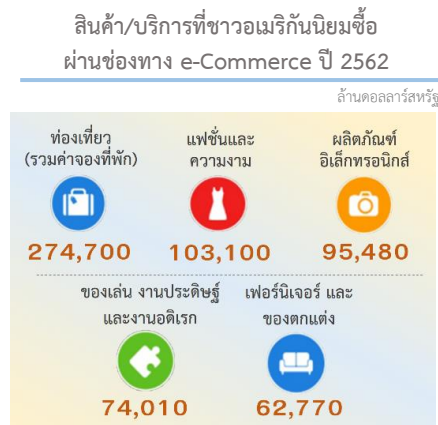 สินค้า/บริการที่ชาวอเมริกันนิยมซื้อ
ผ่านช่องทาง e-Commerce ปี 2562
ล้านดอลลาร์สหรัฐ
ท่องเที่ยว
(รวมค่าจองที่พัก)
274,700
แฟชั่นและ
ความงาม
103,100
ผลิตภัณฑ์
อิเล็กทรอนิกส์
95,480
ของเล่น งานประดิษฐ์
และงานอดิเรก
74,010
เฟอร์นิเจอร์ และ
ของตกแต่ง
62,770